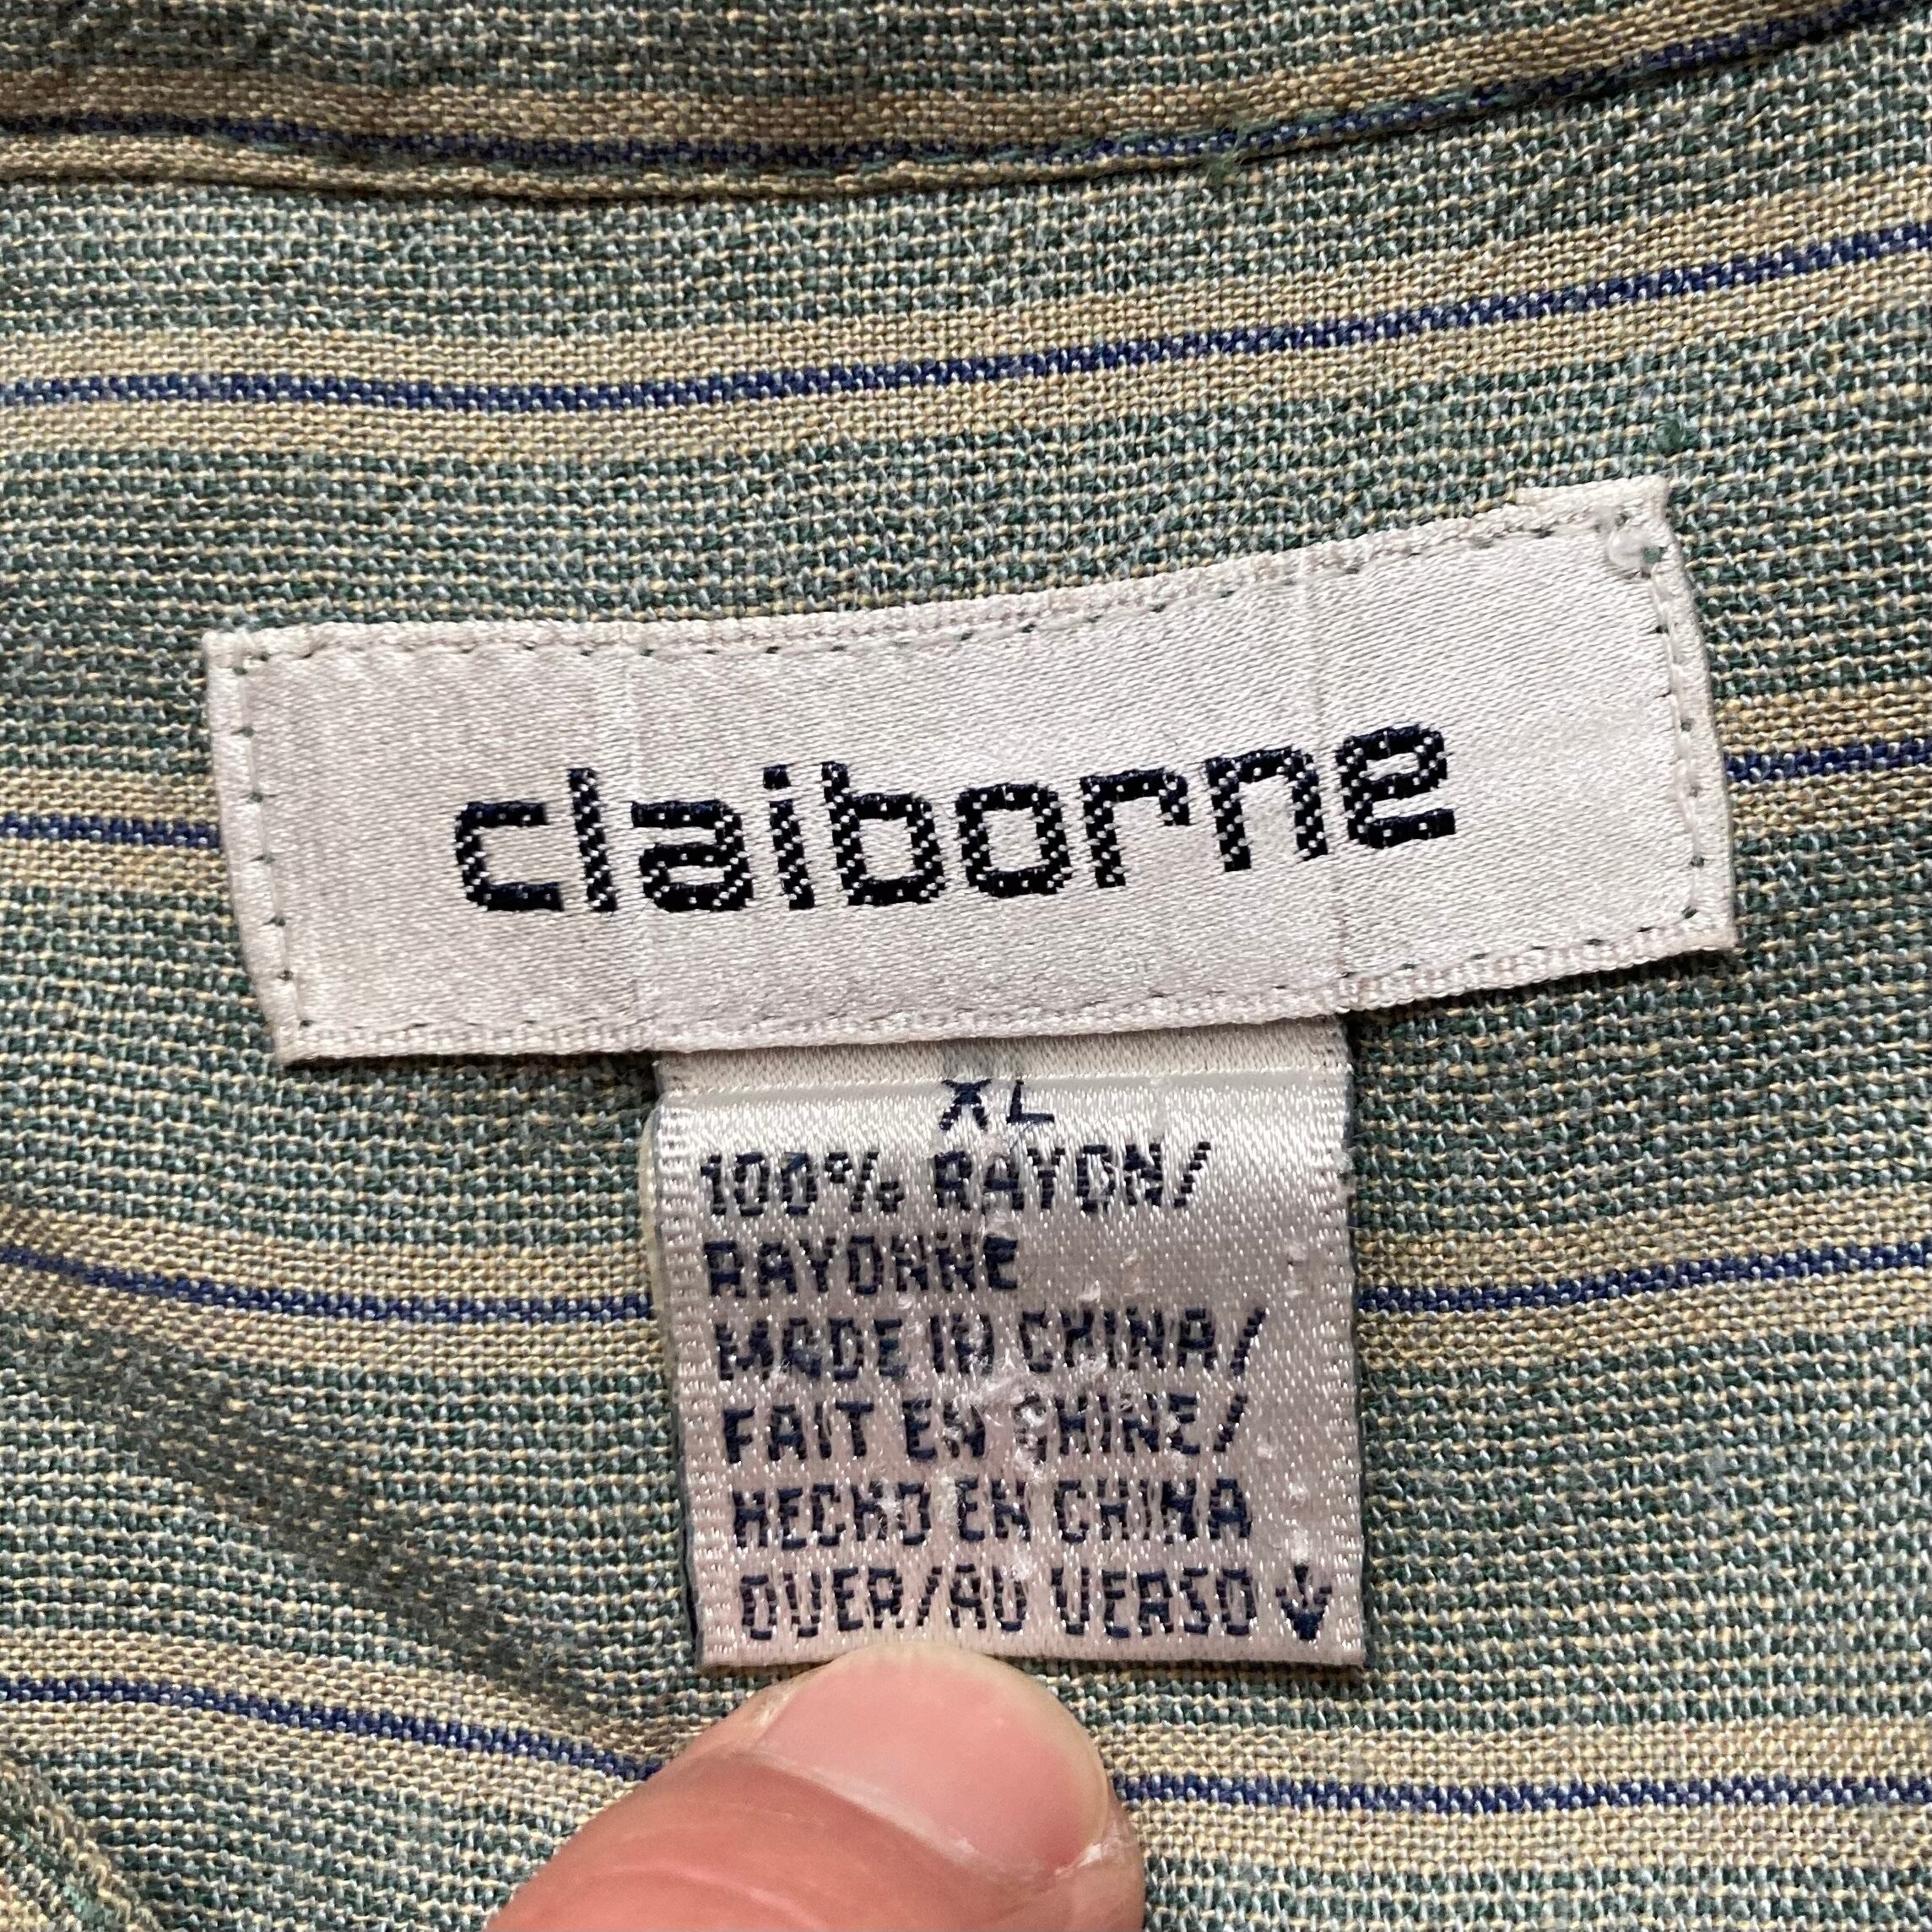 claiborne
XL
100% RAYON/
RAYONNE
MADE IN CHINA/
FAIT EN CHINE/
HECHO EN CHINA
OVER/AU VERSO